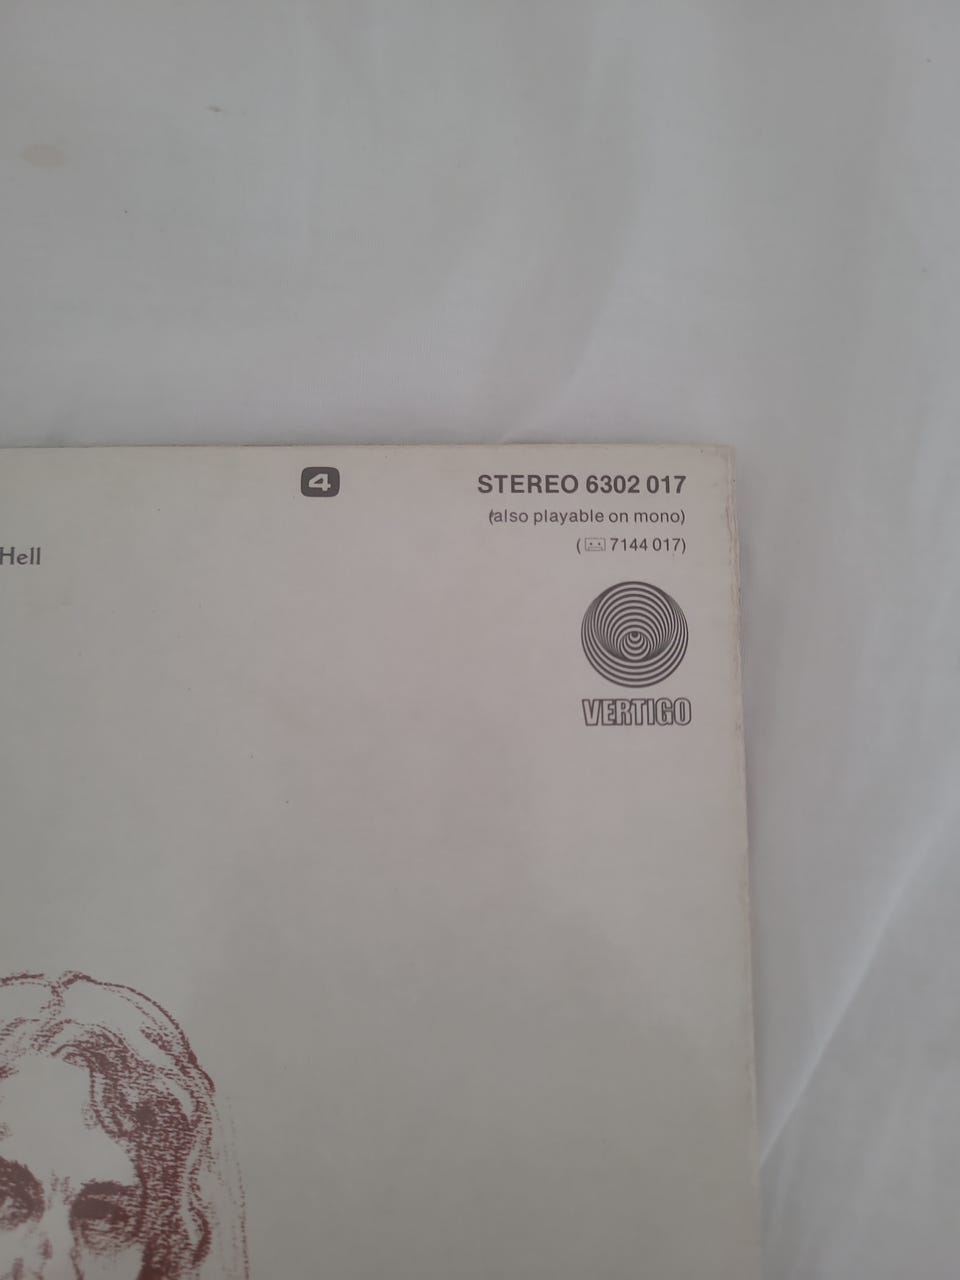 4
STEREO 6302 017
(also playable on mono)
( 7144 017)
Hell
VERTIGO